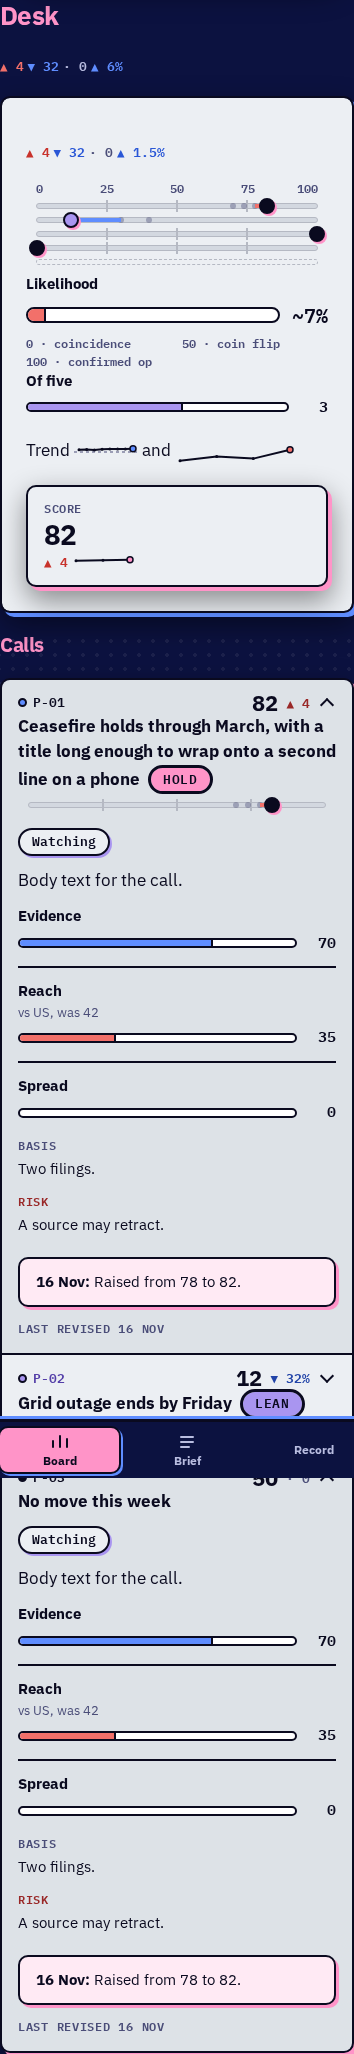 Desk
▲ 4 ▼ 32 · 0 ▲ 6%
▲ 4 ▼ 32 · 0 ▲ 1.5%
0 25 50 75 100
Likelihood
~7%
0 · coincidence 50 · coin flip
100 · confirmed op
Of five
3
Trend and
SCORE
82
▲ 4
Calls
P-01 82 ▲ 4
Ceasefire holds through March, with a
title long enough to wrap onto a second
line on a phone HOLD
Watching
Body text for the call.
Evidence
70
Reach
vs US, was 42
35
Spread
0
BASIS
Two filings.
RISK
A source may retract.
16 Nov: Raised from 78 to 82.
LAST REVISED 16 NOV
P-02 12 ▼ 32%
Grid outage ends by Friday LEAN
Board Brief Record
No move this week
Watching
Body text for the call.
Evidence
70
Reach
vs US, was 42
35
Spread
0
BASIS
Two filings.
RISK
A source may retract.
16 Nov: Raised from 78 to 82.
LAST REVISED 16 NOV